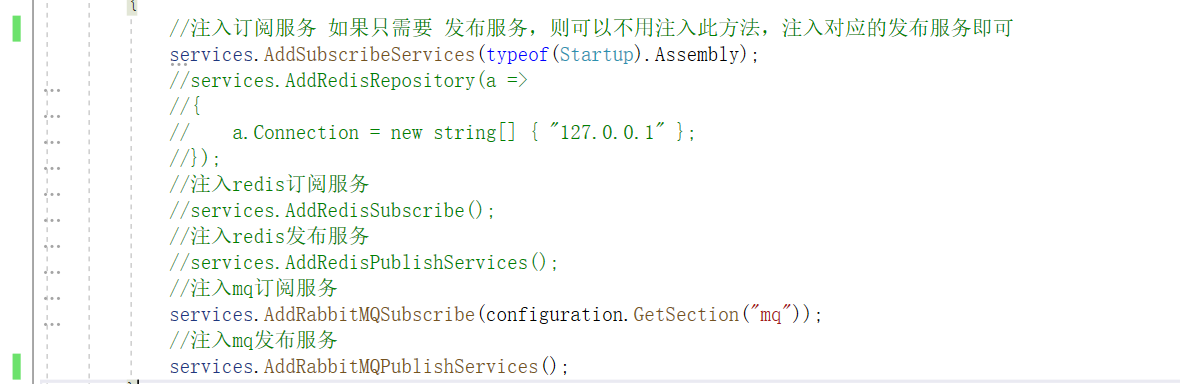 {
//注入订阅服务 如果只需要 发布服务，则可以不用注入此方法，注入对应的发布服务即可
services.AddSubscribeServices(typeof(Startup).Assembly);
//services.AddRedisRepository(a =>
//{
//    a.Connection = new string[] { "127.0.0.1" };
//});
//注入redis订阅服务
//services.AddRedisSubscribe();
//注入redis发布服务
//services.AddRedisPublishServices();
//注入mq订阅服务
services.AddRabbitMQSubscribe(configuration.GetSection("mq"));
//注入mq发布服务
services.AddRabbitMQPublishServices();